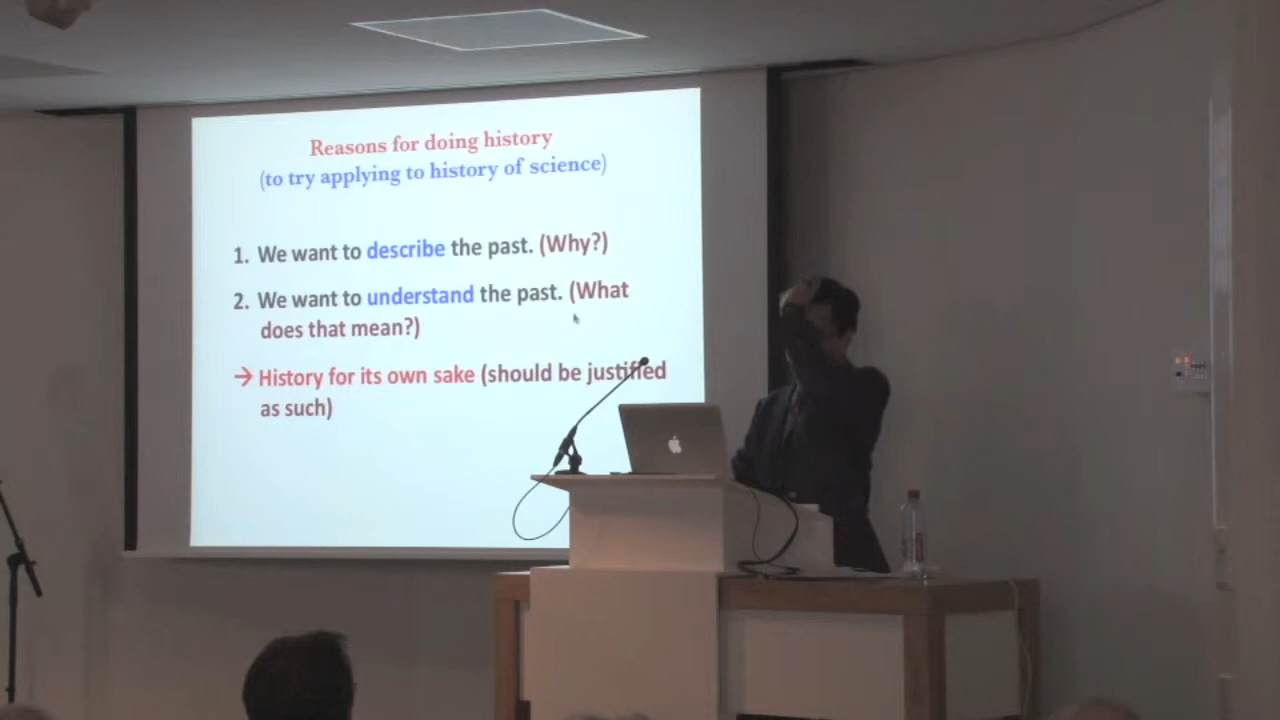 Reasons for doing history
(to try applying to history of science)
1. We want to describe the past. (Why?)
2. We want to understand the past. (What
does that mean?)
→ History for its own sake (should be justified
as such)